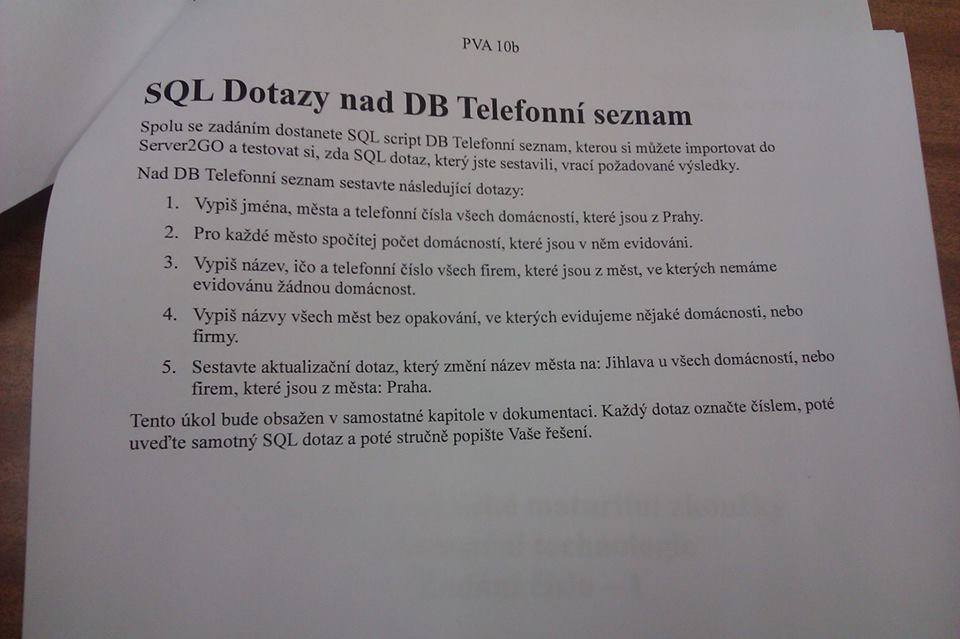 PVA 10b
SQL Dotazy nad DB Telefonní seznam
Spolu se zadáním dostanete SQL script DB Telefonní seznam, kterou si můžete importovat do
Server2GO a testovat si, zda SQL dotaz, který jste sestavili, vrací požadované výsledky.
Nad DB Telefonní seznam sestavte následující dotazy:
1. Vypiš jména, města a telefonní čísla všech domácností, které jsou z Prahy.
2. Pro každé město spočítej počet domácností, které jsou v něm evidováni.
3. Vypiš název, ičo a telefonní číslo všech firem, které jsou z měst, ve kterých nemáme
evidovánu žádnou domácnost.
4. Vypiš názvy všech měst bez opakování, ve kterých evidujeme nějaké domácnosti, nebo
firmy.
5. Sestavte aktualizační dotaz, který změní název města na: Jihlava u všech domácností, nebo
firem, které jsou z města: Praha.
Tento úkol bude obsažen v samostatné kapitole v dokumentaci. Každý dotaz označte číslem, poté
uveďte samotný SQL dotaz a poté stručně popište Vaše řešení.